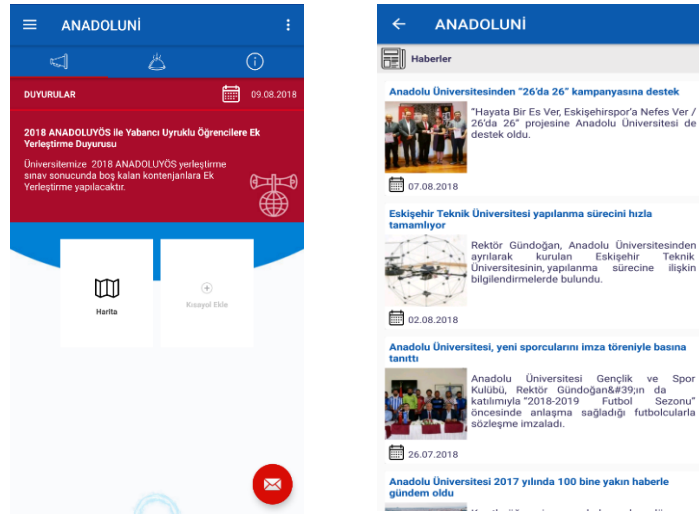 ANADOLUNİ
DUYURULAR
09.08.2018
2018 ANADOLUYÖS ile Yabancı Uyruklu Öğrencilere Ek
Yerleştirme Duyurusu
Üniversitemize 2018 ANADOLUYÖS yerleştirme
sınav sonucunda boş kalan kontenjanlara Ek
Yerleştirme yapılacaktır.
Harita
Kısayol Ekle
ANADOLUNİ
Haberler
Anadolu Üniversitesinden "26'da 26" kampanyasına destek
"Hayata Bir Es Ver, Eskişehirspor'a Nefes Ver /
26'da 26" projesine Anadolu Üniversitesi de
destek oldu.
07.08.2018
Eskişehir Teknik Üniversitesi yapılanma sürecini hızla
tamamlıyor
Rektör Gündoğan, Anadolu Üniversitesinden
ayrılarak kurulan Eskişehir Teknik
Üniversitesinin, yapılanma sürecine ilişkin
bilgilendirmelerde bulundu.
02.08.2018
Anadolu Üniversitesi, yeni sporcularını imza töreniyle basına
tanıttı
Anadolu Üniversitesi Gençlik ve Spor
Kulübü, Rektör Gündoğan&#39;ın da
katılımıyla "2018-2019 Futbol Sezonu"
öncesinde anlaşma sağladığı futbolcularla
sözleşme imzaladı.
26.07.2018
Anadolu Üniversitesi 2017 yılında 100 bine yakın haberle
gündem oldu